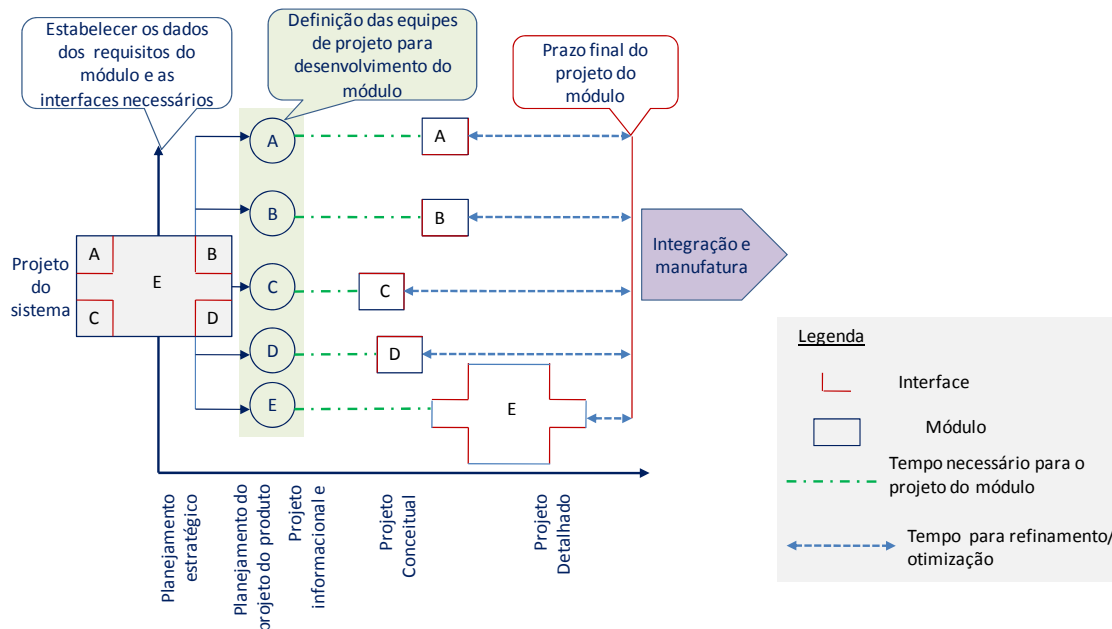 Estabelecer os dados
dos requisitos do
módulo e as
interfaces necessários
Definição das equipes
de projeto para
desenvolvimento do
módulo
Prazo final do
projeto do
módulo
A
B
C
D
E
A
B
C
D
E
Projeto
do
sistema
A
B
E
C
D
Integração e
manufatura
Planejamento
estratégico
Planejamento do
projeto do produto
Projeto
informacional e
Projeto
Conceitual
Projeto
Detalhado
Legenda
Interface
Módulo
Tempo necessário para o
projeto do módulo
Tempo para refinamento/
otimização